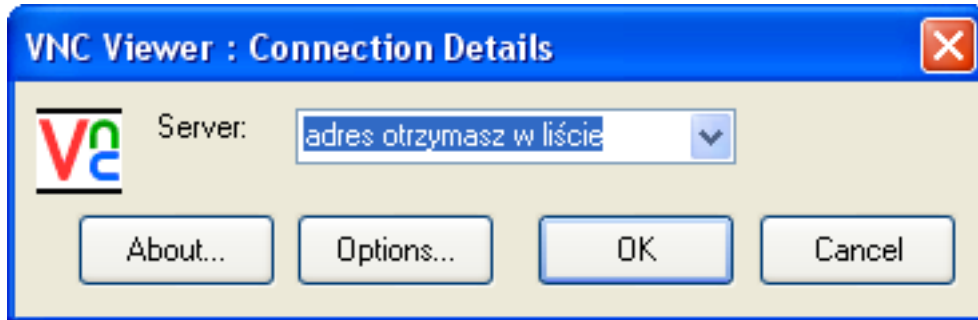 VNC Viewer : Connection Details
Server: adres otrzymasz w liście
About... Options... OK Cancel